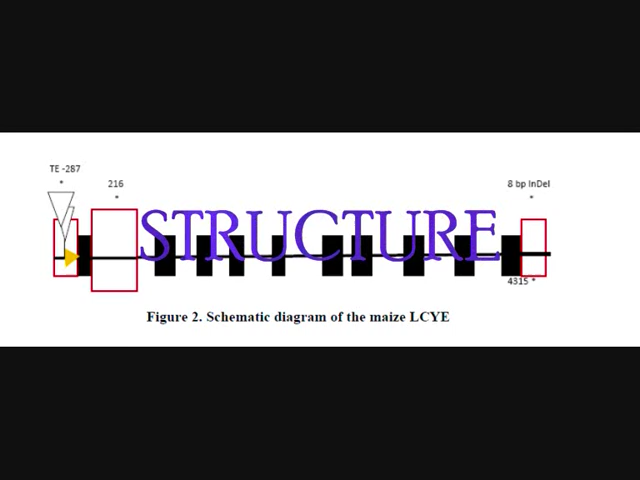 TE -287
*
216
*
8 bp InDel
*
STRUCTURE
4315 *
Figure 2. Schematic diagram of the maize LCYE